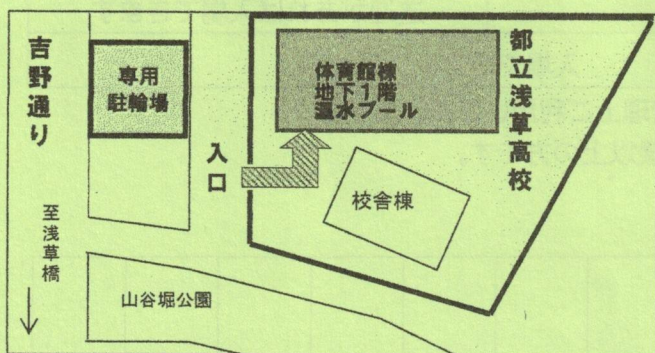 吉野通り
専用
駐輪場
体育館棟
地下1階
温水プール
都立浅草高校
入口
校舎棟
至浅草橋
山谷堀公園